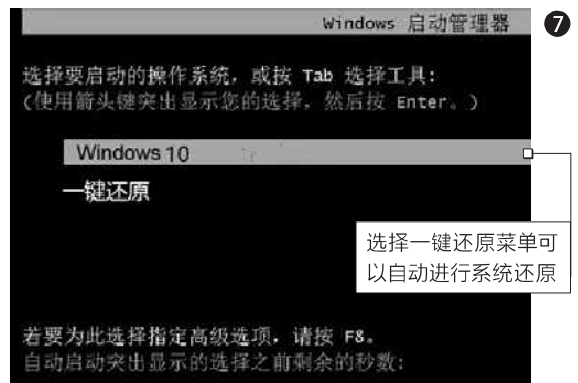 Windows 启动管理器
❼
选择要启动的操作系统，或按 Tab 选择工具:
(使用箭头键突出显示您的选择，然后按 Enter。)
Windows 10
一键还原
选择一键还原菜单可
以自动进行系统还原
若要为此选择指定高级选项，请按 F8。
自动启动突出显示的选择之前剩余的秒数: